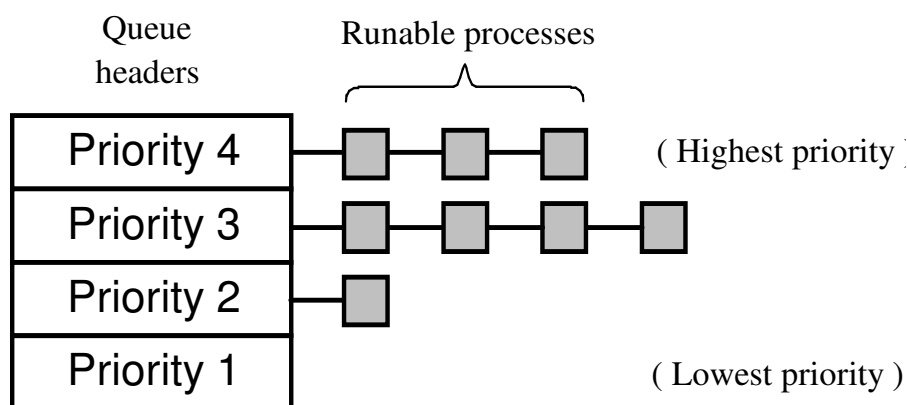 Queue
headers
Runable processes
Priority 4
( Highest priority )
Priority 3
Priority 2
Priority 1
( Lowest priority )